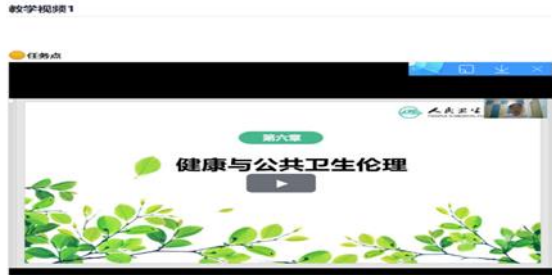 教学视频1
任务点
人民卫生
第六章
健康与公共卫生伦理